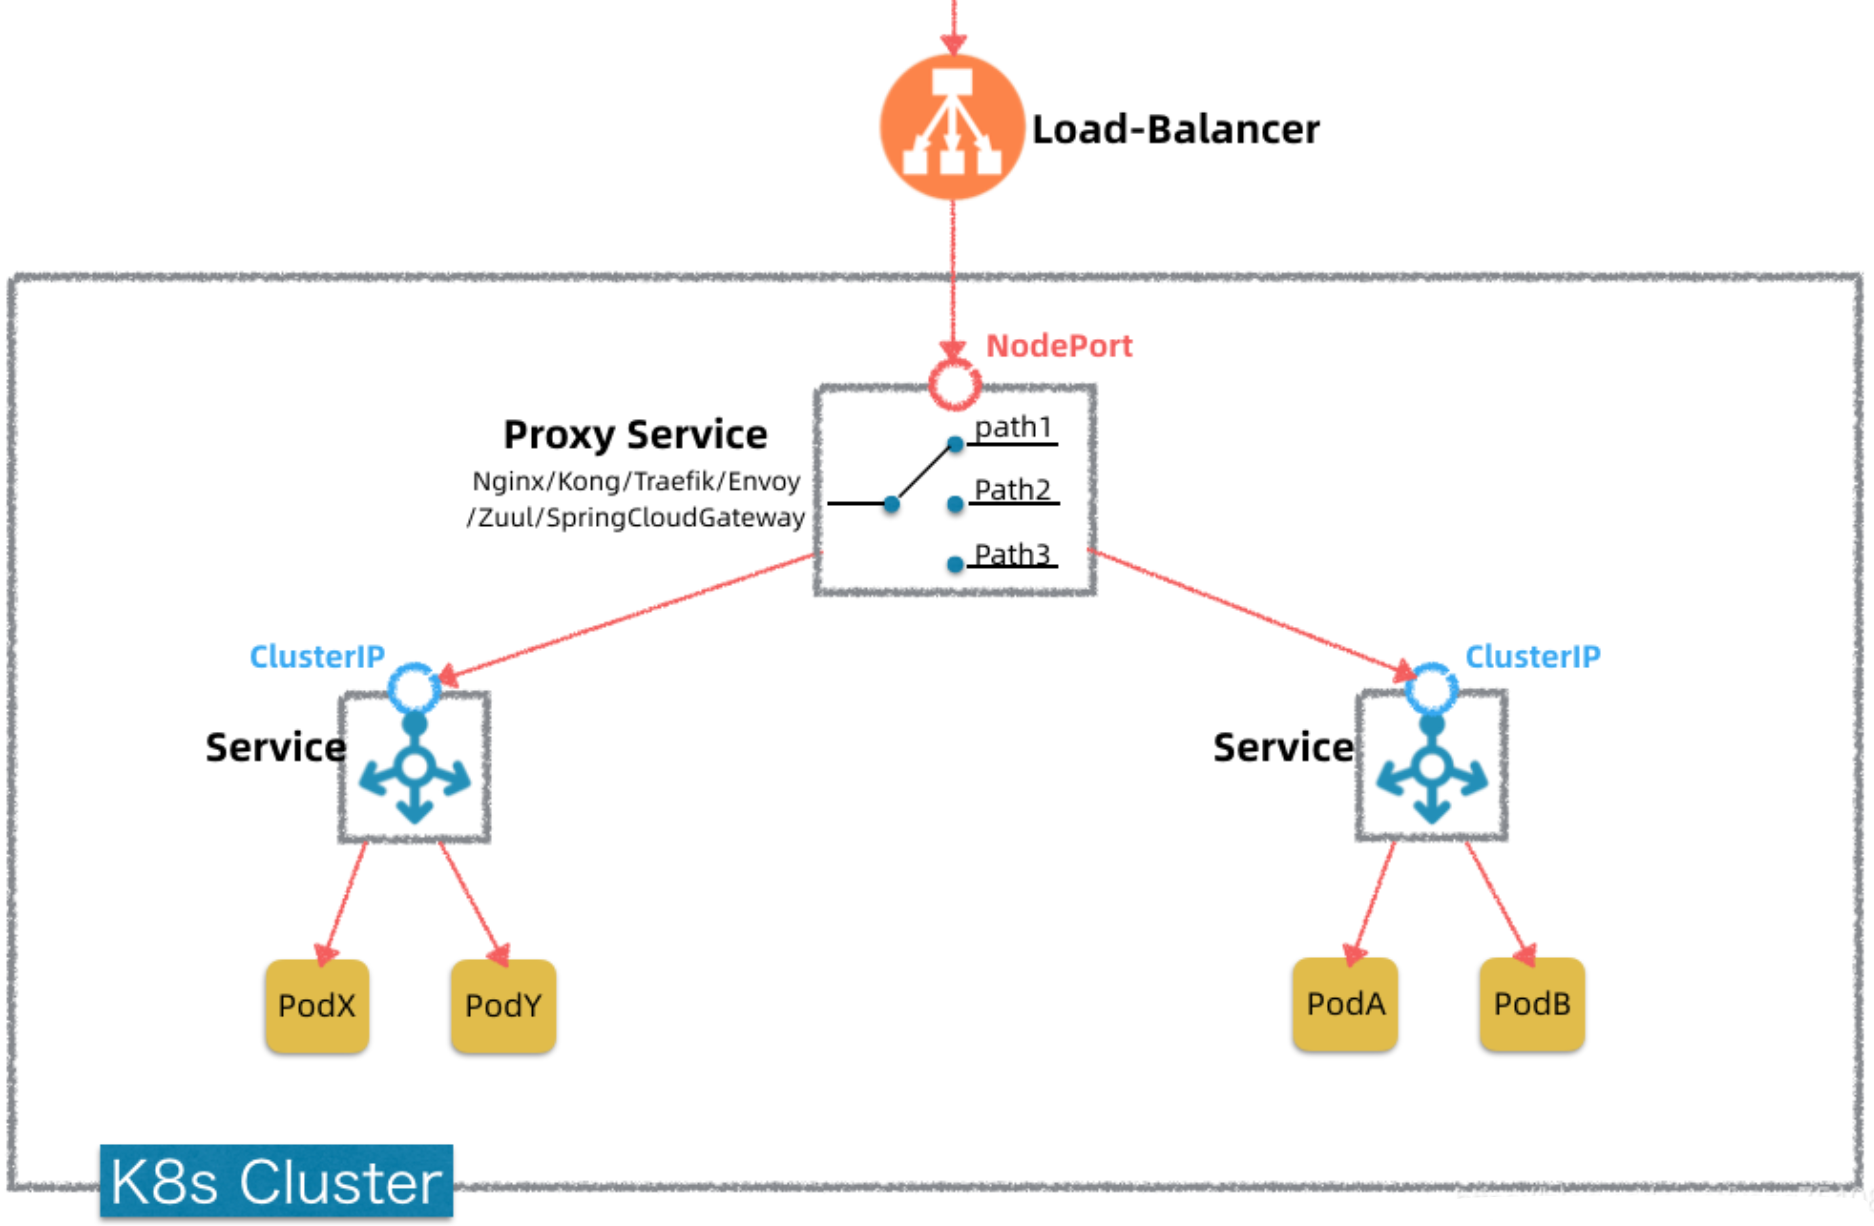 Load-Balancer
NodePort
Proxy Service
Nginx/Kong/Traefik/Envoy
/Zuul/SpringCloudGateway
path1
Path2
Path3
ClusterIP
Service
ClusterIP
Service
PodX
PodY
PodA
PodB
K8s Cluster